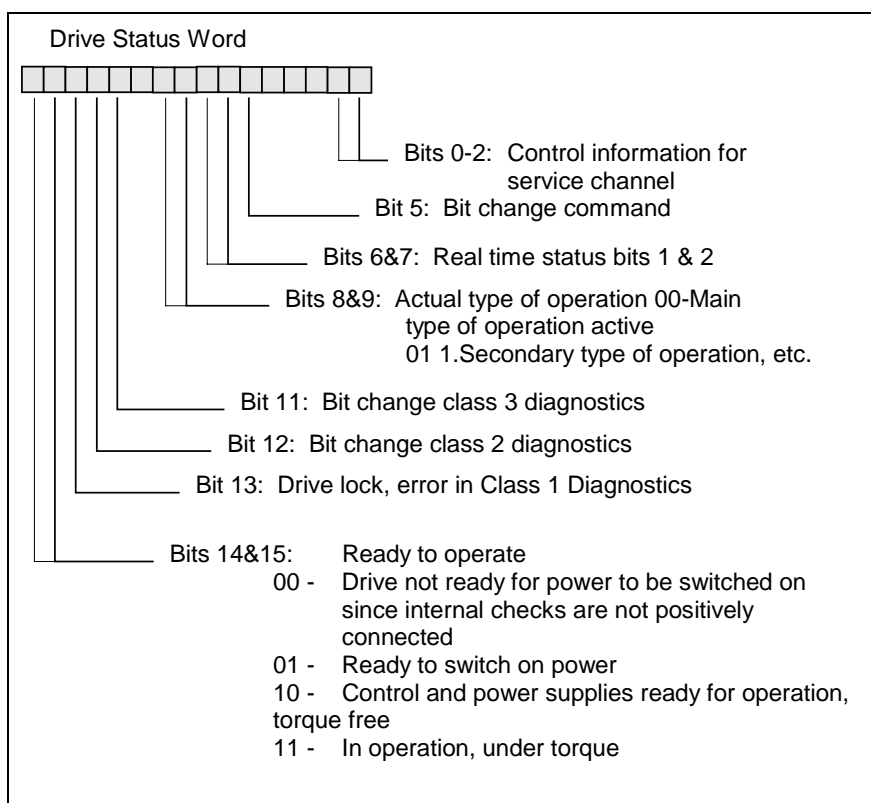 Drive Status Word
Bits 0-2: Control information for
service channel
Bit 5: Bit change command
Bits 6&7: Real time status bits 1 & 2
Bits 8&9: Actual type of operation 00-Main
type of operation active
01 1.Secondary type of operation, etc.
Bit 11: Bit change class 3 diagnostics
Bit 12: Bit change class 2 diagnostics
Bit 13: Drive lock, error in Class 1 Diagnostics
Bits 14&15: Ready to operate
00 - Drive not ready for power to be switched on
since internal checks are not positively
connected
01 - Ready to switch on power
10 - Control and power supplies ready for operation,
torque free
11 - In operation, under torque